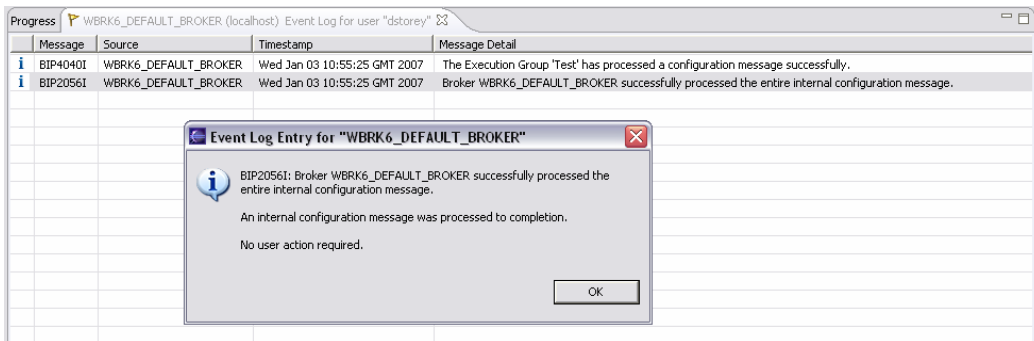 Progress WBRK6_DEFAULT_BROKER (localhost) Event Log for user "dstorey"
Message Source Timestamp Message Detail
BIP4040I WBRK6_DEFAULT_BROKER Wed Jan 03 10:55:25 GMT 2007 The Execution Group 'Test' has processed a configuration message successfully.
BIP2056I WBRK6_DEFAULT_BROKER Wed Jan 03 10:55:25 GMT 2007 Broker WBRK6_DEFAULT_BROKER successfully processed the entire internal configuration message.
Event Log Entry for "WBRK6_DEFAULT_BROKER"
BIP2056I: Broker WBRK6_DEFAULT_BROKER successfully processed the
entire internal configuration message.
An internal configuration message was processed to completion.
No user action required.
OK